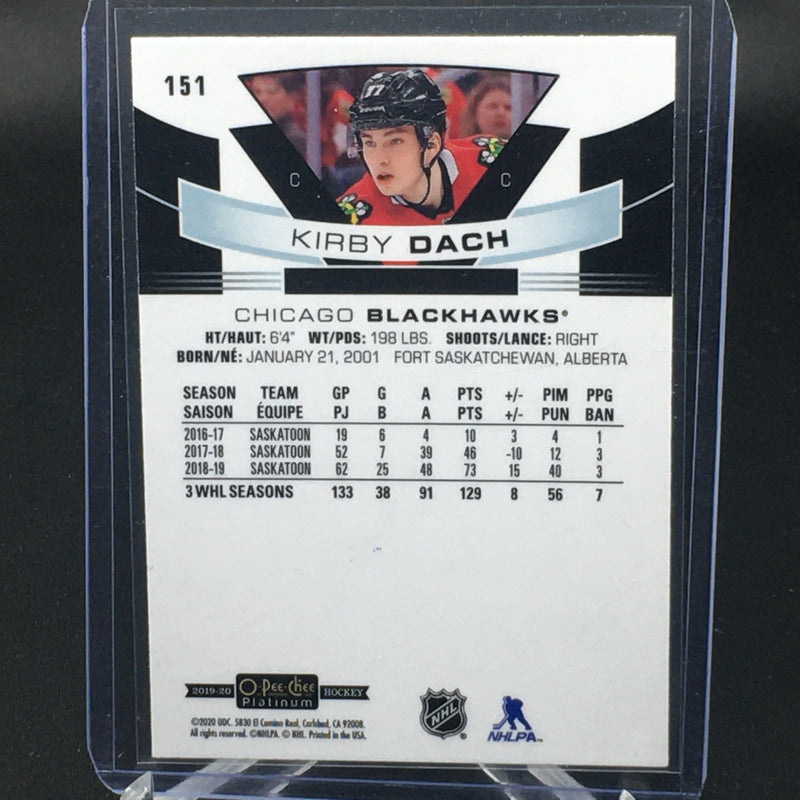 151
77
C C
KIRBY DACH
CHICAGO BLACKHAWKS®
HT/HAUT: 6'4" WT/PDS: 198 LBS. SHOOTS/LANCE: RIGHT
BORN/NÉ: JANUARY 21, 2001 FORT SASKATCHEWAN, ALBERTA
SEASON TEAM GP G A PTS +/- PIM PPG
SAISON ÉQUIPE PJ B A PTS +/- PUN BAN
2016-17 SASKATOON 19 6 4 10 3 4 1
2017-18 SASKATOON 52 7 39 46 -10 12 3
2018-19 SASKATOON 62 25 48 73 15 40 3
3 WHL SEASONS 133 38 91 129 8 56 7
2019-20 O-Pee-Chee HOCKEY
Platinum
NHL
NHLPA
©2020 UDC. 5830 El Camino Real, Carlsbad, CA 92008.
All rights reserved. ©NHLPA. © NHL. Printed in the USA.